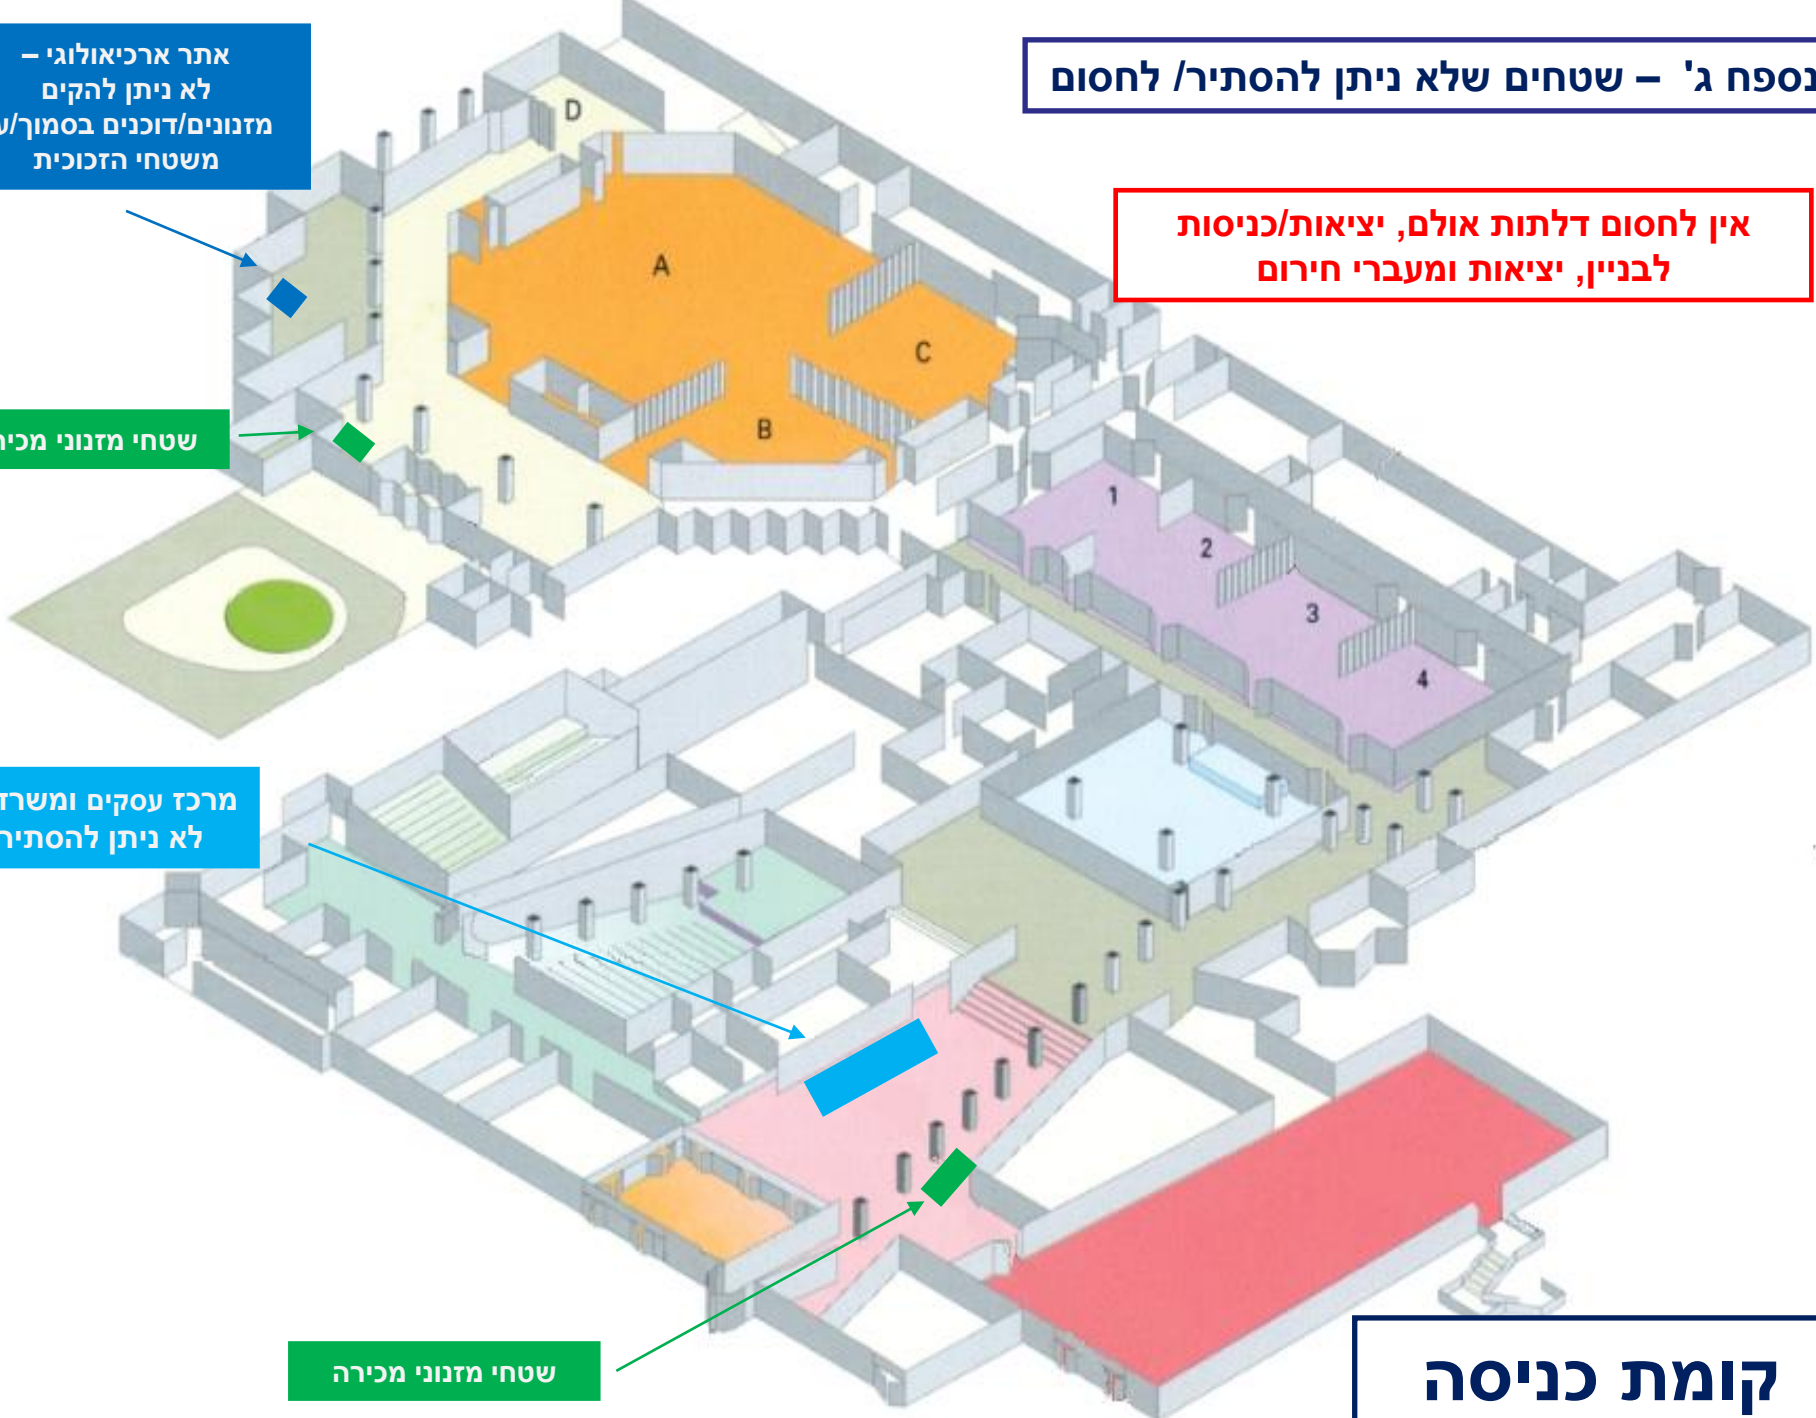 נספח ג' – שטחים שלא ניתן להסתיר/ לחסום
אתר ארכיאולוגי –
לא ניתן להקים
מזנונים/דוכנים בסמוך/
משטחי הזכוכית
אין לחסום דלתות אולם, יציאות/כניסות
לבניין, יציאות ומעברי חירום
D
A
C
B
שטחי מזנוני מכיר
1
2
3
4
מרכז עסקים ומשרד
לא ניתן להסתיר
שטחי מזנוני מכירה
קומת כניסה